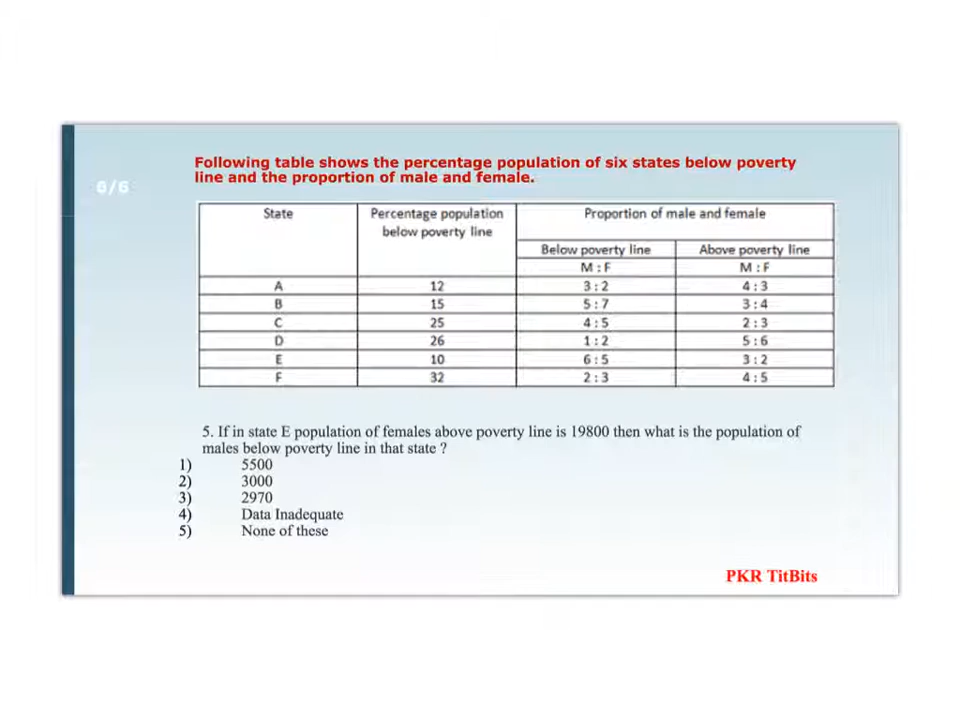 Following table shows the percentage population of six states below poverty
line and the proportion of male and female.
6/6
State Percentage population Proportion of male and female
below poverty line
Below poverty line Above poverty line
M : F M : F
A 12 3 : 2 4 : 3
B 15 5 : 7 3 : 4
C 25 4 : 5 2 : 3
D 26 1 : 2 5 : 6
E 10 6 : 5 3 : 2
F 32 2 : 3 4 : 5
5. If in state E population of females above poverty line is 19800 then what is the population of
males below poverty line in that state ?
1) 5500
2) 3000
3) 2970
4) Data Inadequate
5) None of these
PKR TitBits